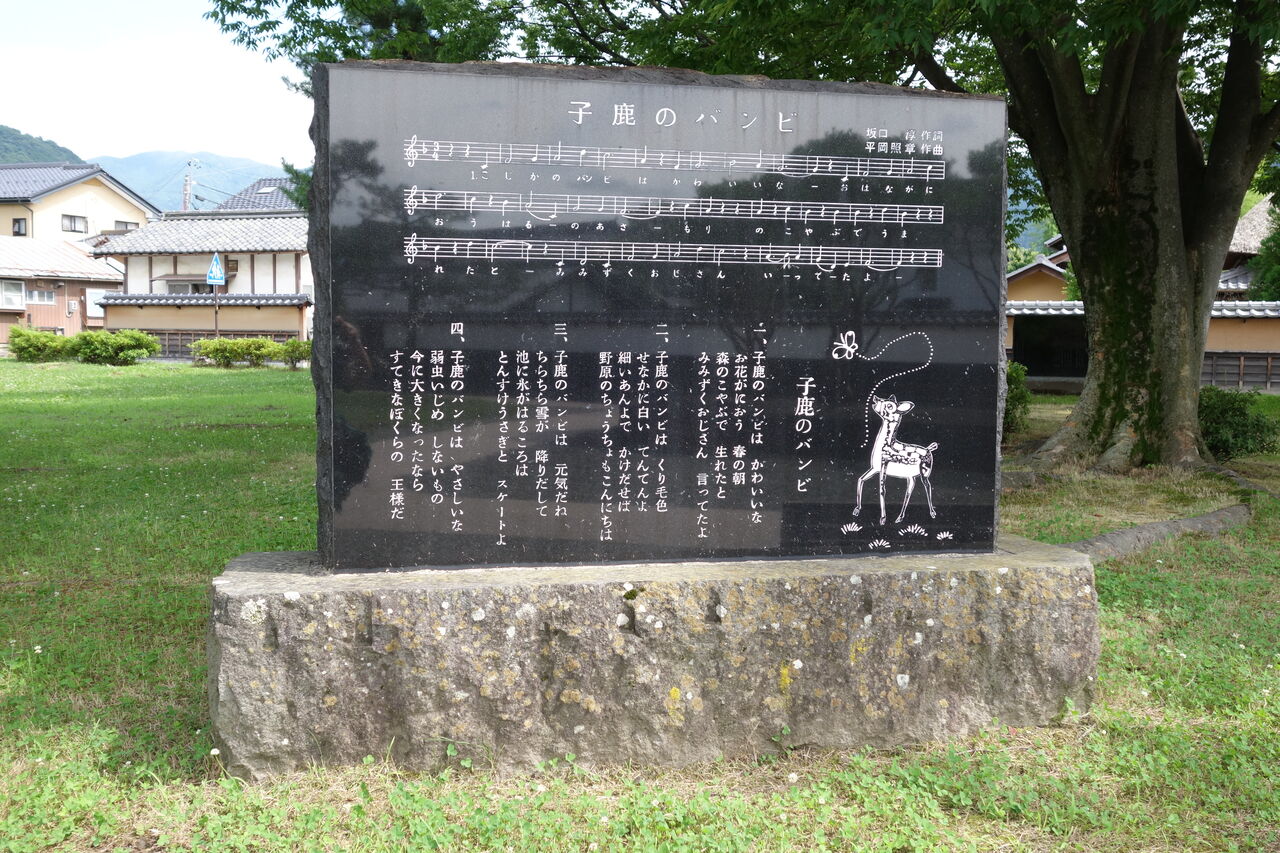 子鹿のバンビ
坂口 淳 作詞
平岡照章 作曲
1.こしかの バンビ は かわ いいな ー おは ながに
お う はる ー の あさ ー も り の こ や ぶ で う ま
れ た と ー み み ず く お じ さん い ー っ て ー た よ ー
子鹿のバンビ
一、子鹿のバンビは かわいいな
お花がにおう 春の朝
森のこやぶで 生れたと
みみずくおじさん 言ってたよ
二、子鹿のバンビは くり毛色
せなかに白い てんてんよ
細いあんよで かけだせば
野原のちょうちょもこんにちは
三、子鹿のバンビは 元気だね
ちらちら雪が 降りだして
池に氷がはるころは
とんすけうさぎと スケートよ
四、子鹿のバンビは やさしいな
弱虫いじめ しないもの
今に大きくなったなら
すてきなぼくらの 王様だ